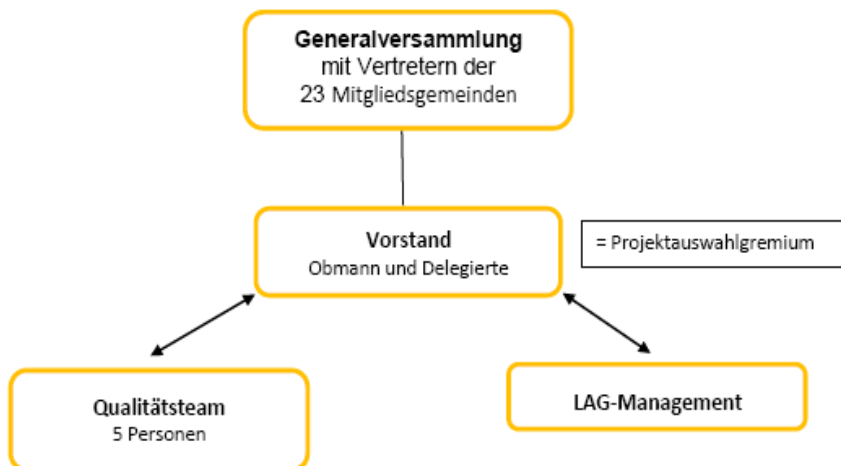 Generalversammlung
mit Vertretern der
23 Mitgliedsgemeinden
Vorstand
Obmann und Delegierte
= Projektauswahlgremium
Qualitätsteam
5 Personen
LAG-Management